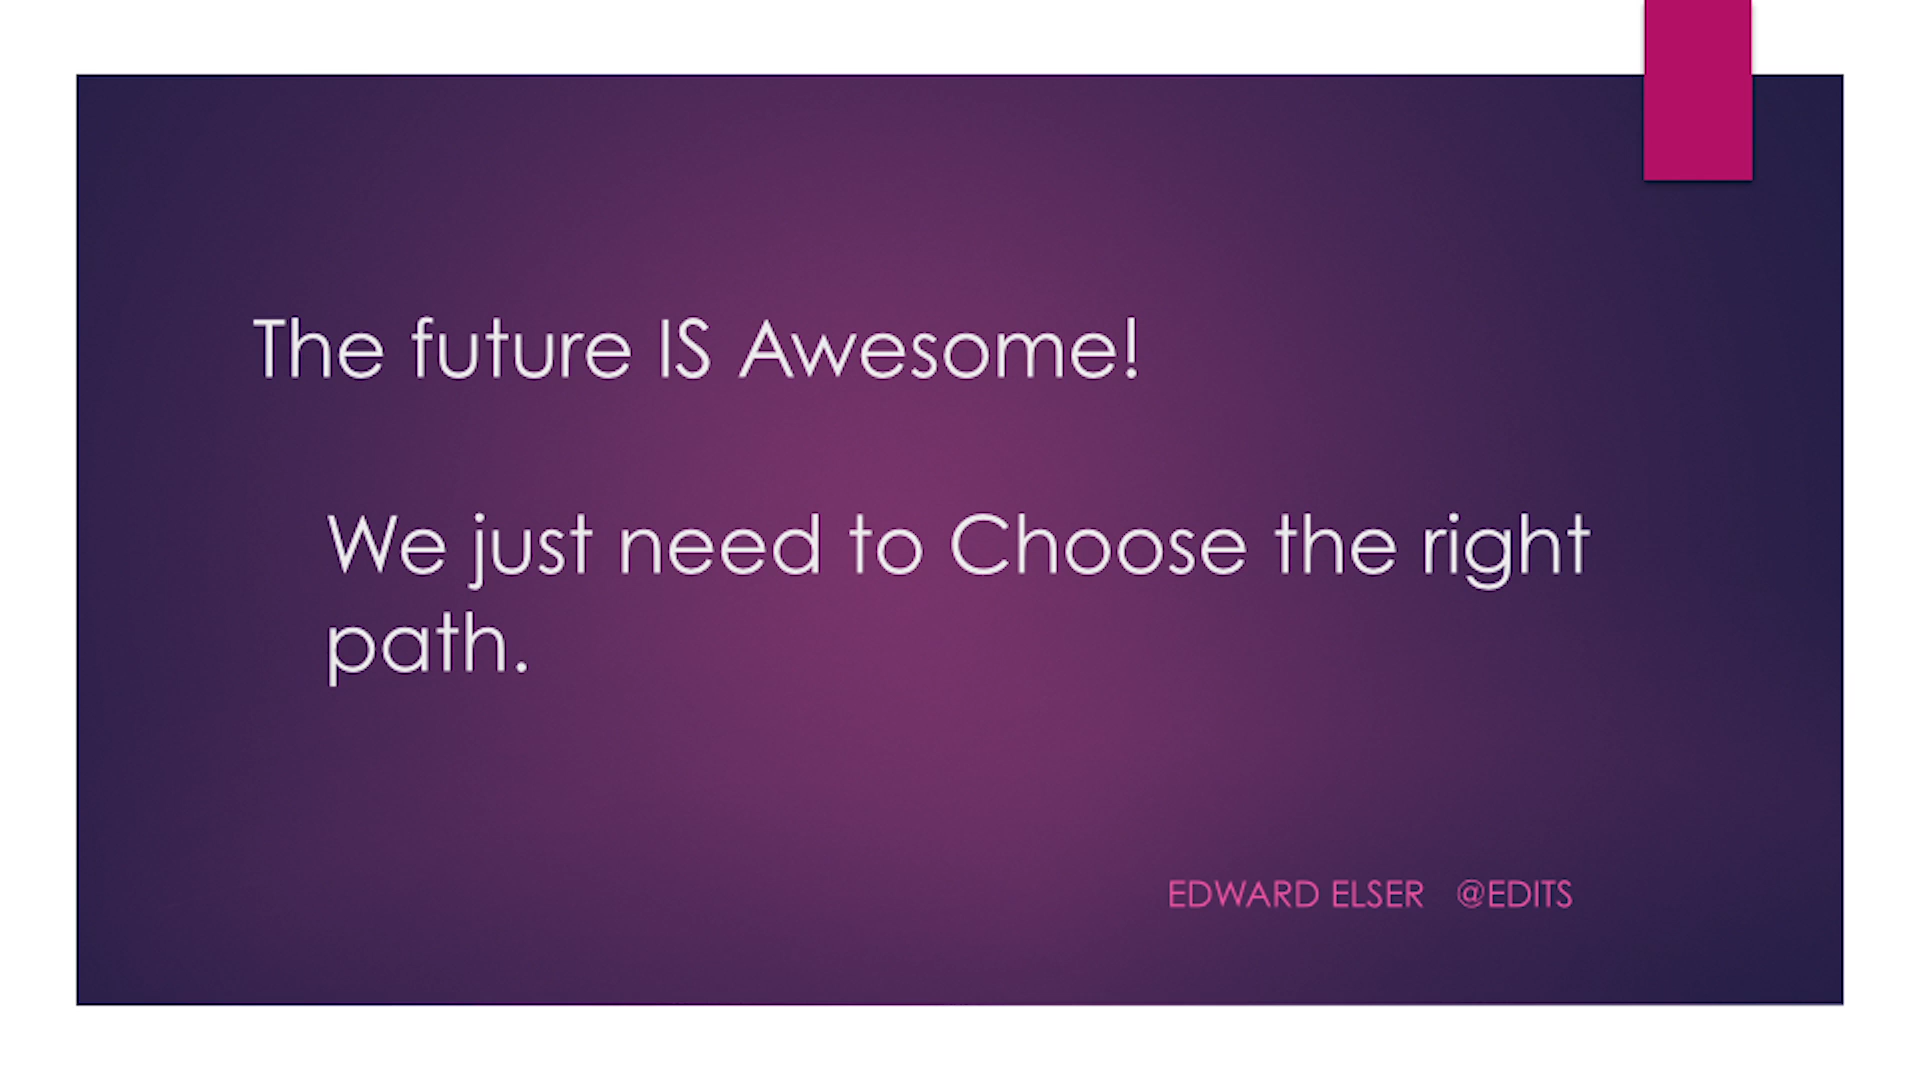 The future IS Awesome!
We just need to Choose the right
path.
EDWARD ELSER @EDITS